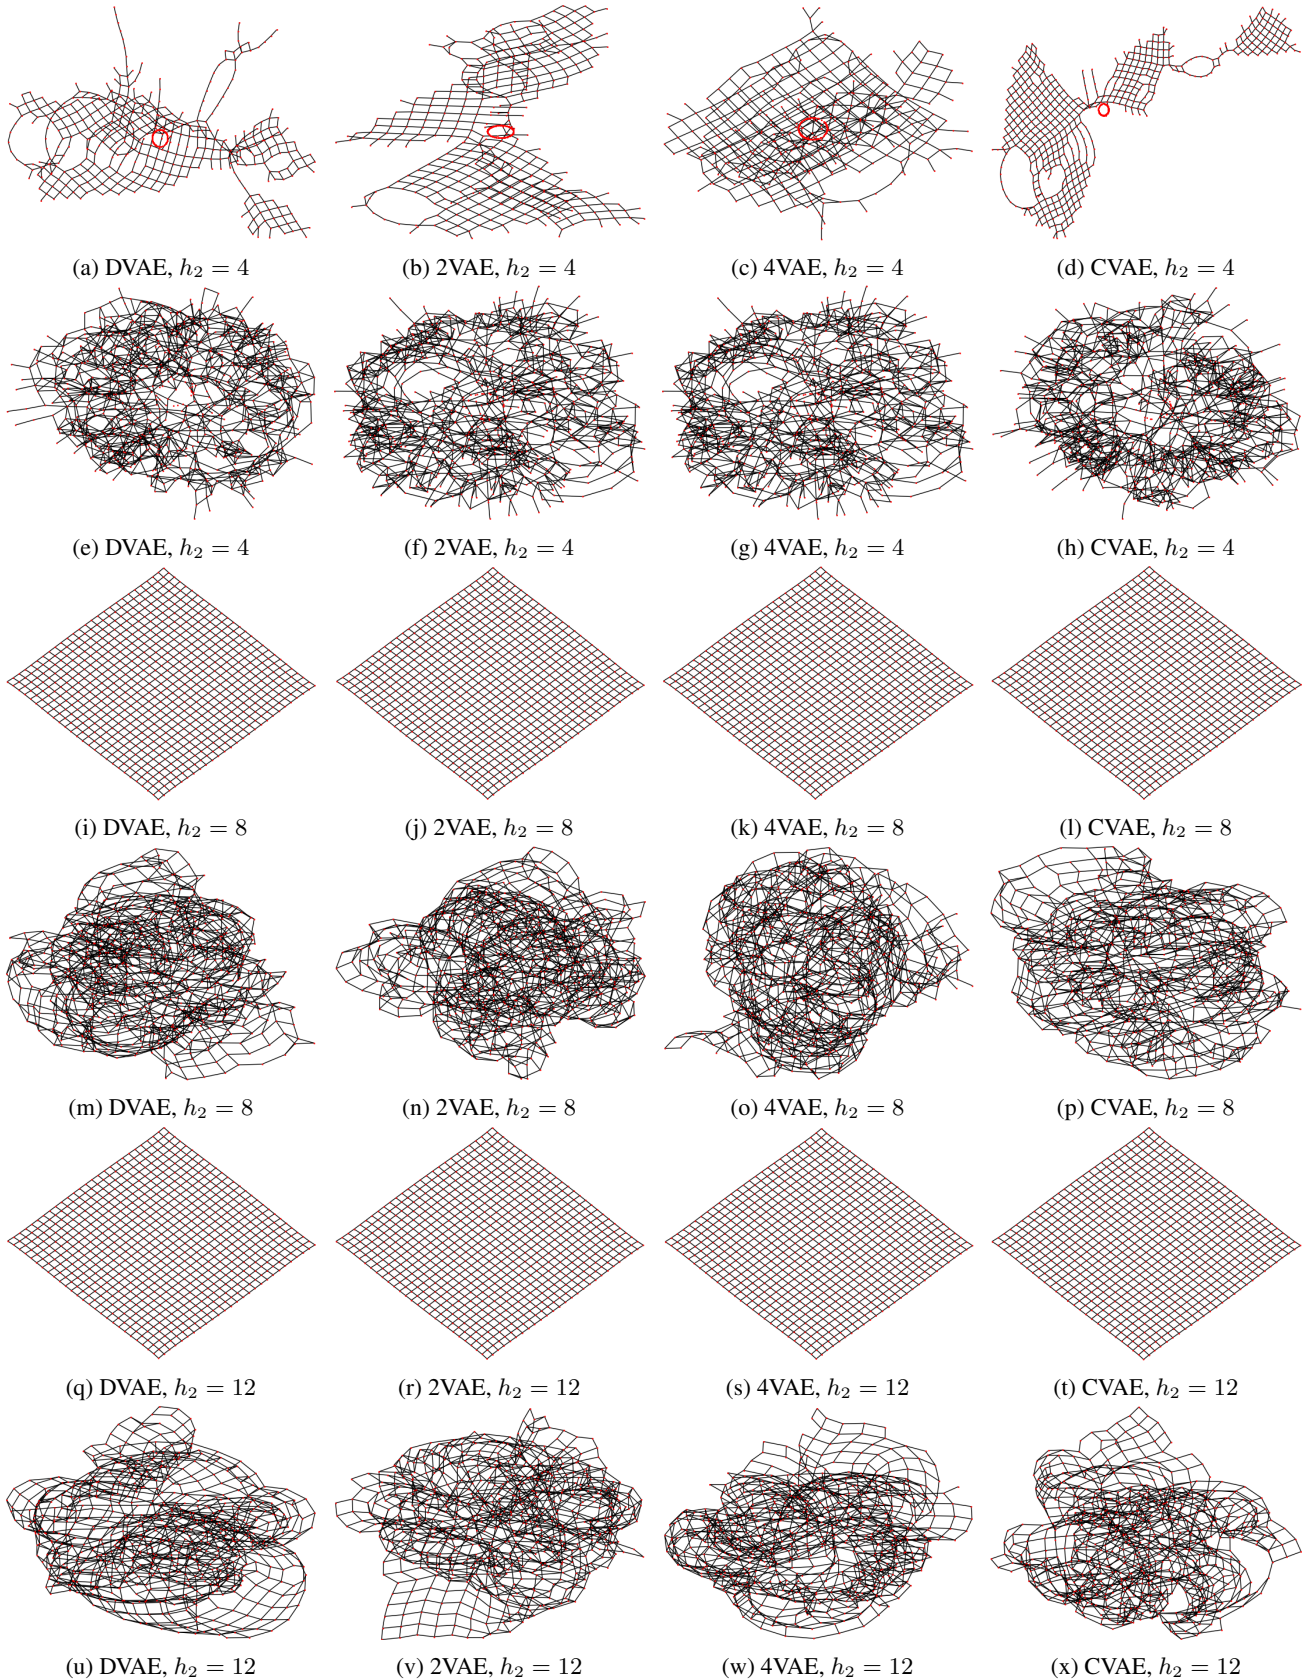 (a) DVAE, h₂ = 4
(b) 2VAE, h₂ = 4
(c) 4VAE, h₂ = 4
(d) CVAE, h₂ = 4
(e) DVAE, h₂ = 4
(f) 2VAE, h₂ = 4
(g) 4VAE, h₂ = 4
(h) CVAE, h₂ = 4
(i) DVAE, h₂ = 8
(j) 2VAE, h₂ = 8
(k) 4VAE, h₂ = 8
(l) CVAE, h₂ = 8
(m) DVAE, h₂ = 8
(n) 2VAE, h₂ = 8
(o) 4VAE, h₂ = 8
(p) CVAE, h₂ = 8
(q) DVAE, h₂ = 12
(r) 2VAE, h₂ = 12
(s) 4VAE, h₂ = 12
(t) CVAE, h₂ = 12
(u) DVAE, h₂ = 12
(v) 2VAE, h₂ = 12
(w) 4VAE, h₂ = 12
(x) CVAE, h₂ = 12